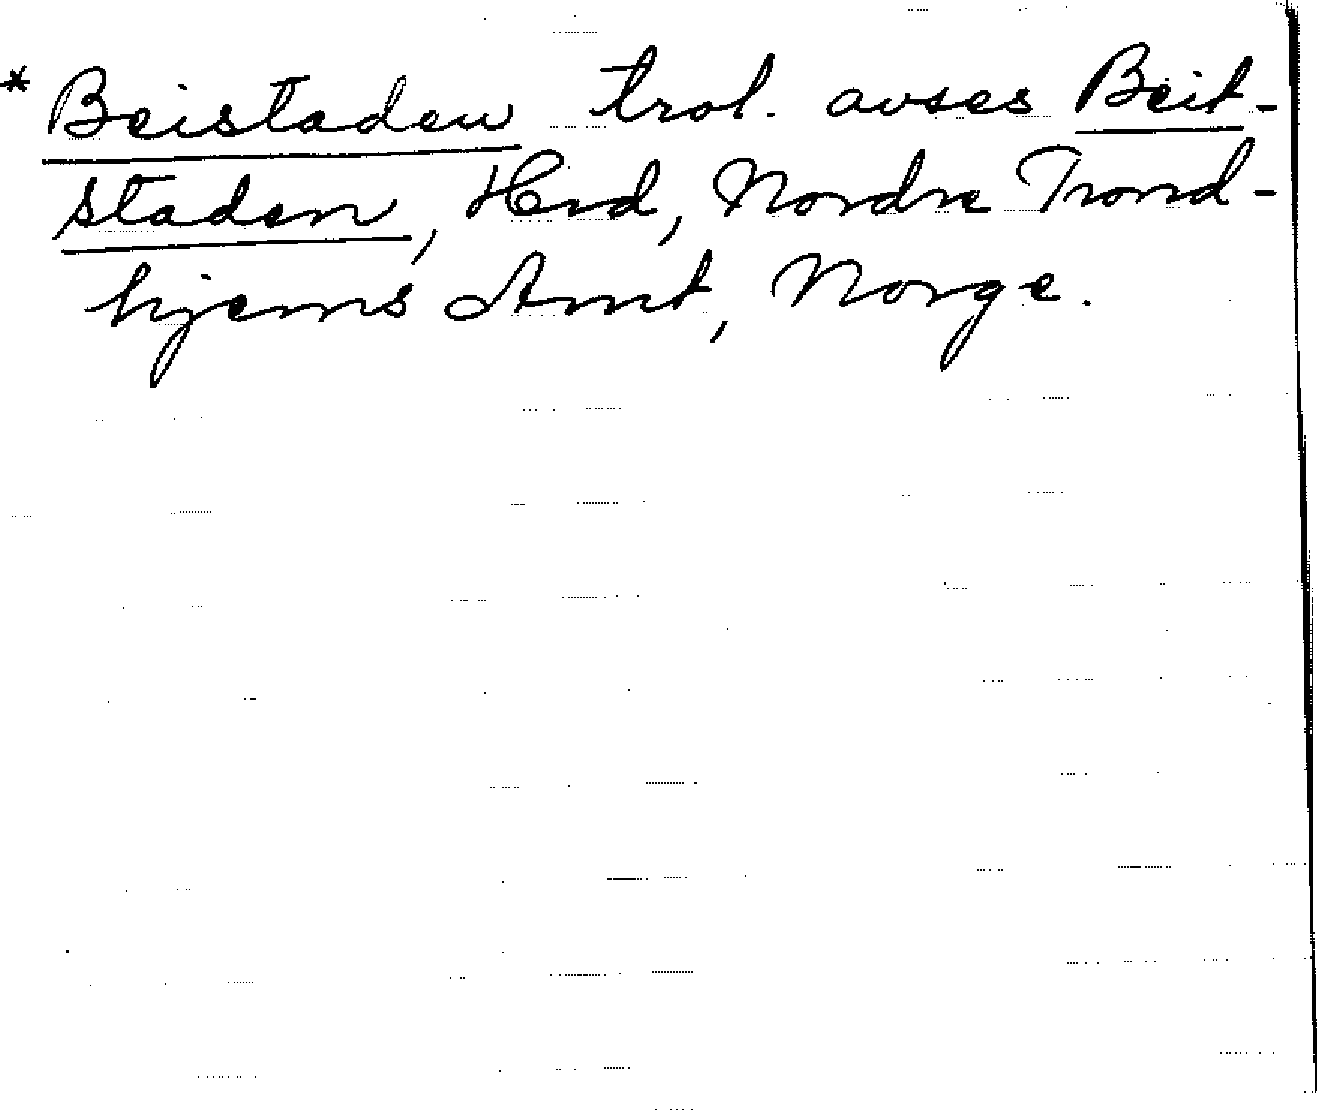 * Beistaden trol. avses Beit-
staden, Herd, Nordre Trond-
hjems Amt, Norge.